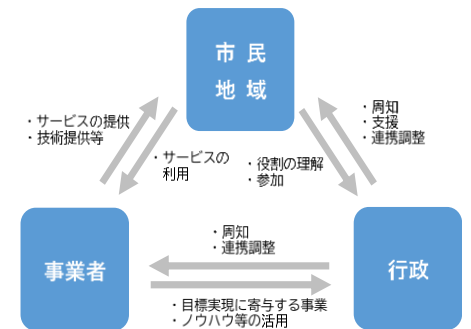 市 民
地 域
・サービスの提供
・技術提供等
・周知
・支援
・連携調整
・サービスの
利用
・役割の理解
・参加
事業者
・周知
・連携調整
行政
・目標実現に寄与する事業
・ノウハウ等の活用